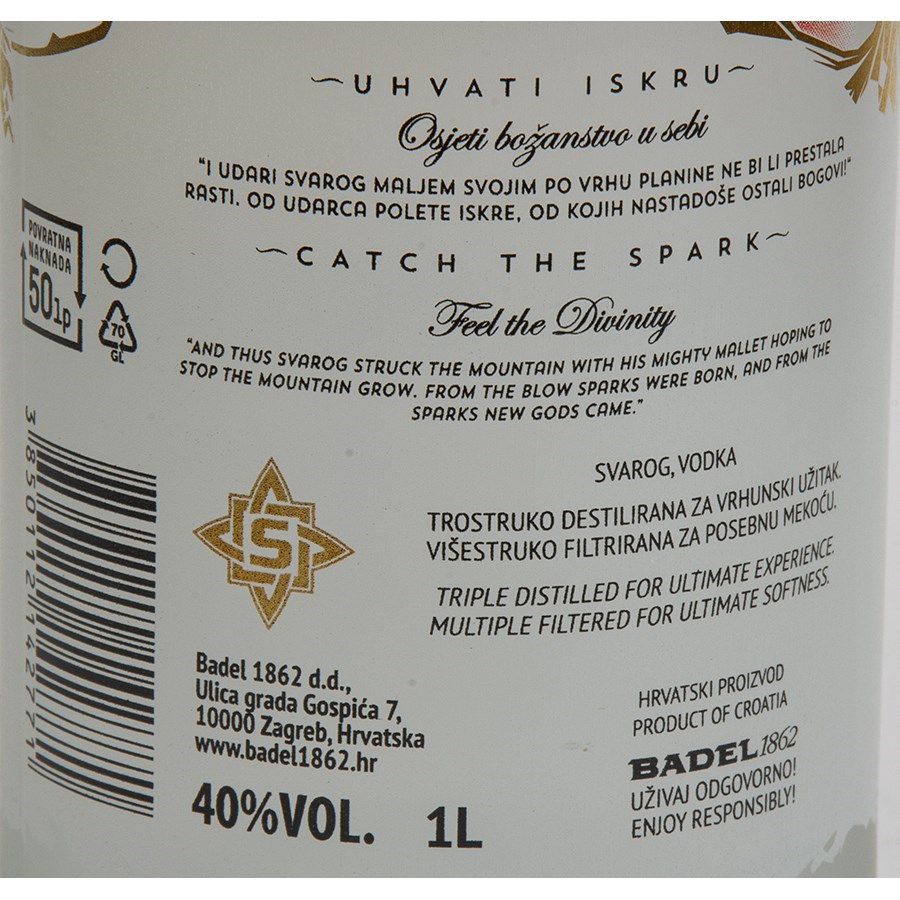 ~UHVATI ISKRU~
Osjeti božanstvo u sebi
"I UDARI SVAROG MALJEM SVOJIM PO VRHU PLANINE NE BI LI PRESTALA
RASTI. OD UDARCA POLETE ISKRE, OD KOJIH NASTADOŠE OSTALI BOGOVI!"
~CATCH THE SPARK~
Feel the Divinity
"AND THUS SVAROG STRUCK THE MOUNTAIN WITH HIS MIGHTY MALLET HOPING TO
STOP THE MOUNTAIN GROW. FROM THE BLOW SPARKS WERE BORN, AND FROM THE
SPARKS NEW GODS CAME."
POVRATNA
NAKNADA
50 lp
70
GL
3 850112 142771
S
SVAROG, VODKA
TROSTRUKO DESTILIRANA ZA VRHUNSKI UŽITAK.
VIŠESTRUKO FILTRIRANA ZA POSEBNU MEKOĆU.
TRIPLE DISTILLED FOR ULTIMATE EXPERIENCE.
MULTIPLE FILTERED FOR ULTIMATE SOFTNESS.
Badel 1862 d.d.,
Ulica grada Gospića 7,
10000 Zagreb, Hrvatska
www.badel1862.hr
40%VOL. 1L
HRVATSKI PROIZVOD
PRODUCT OF CROATIA
BADEL 1862
UŽIVAJ ODGOVORNO!
ENJOY RESPONSIBLY!